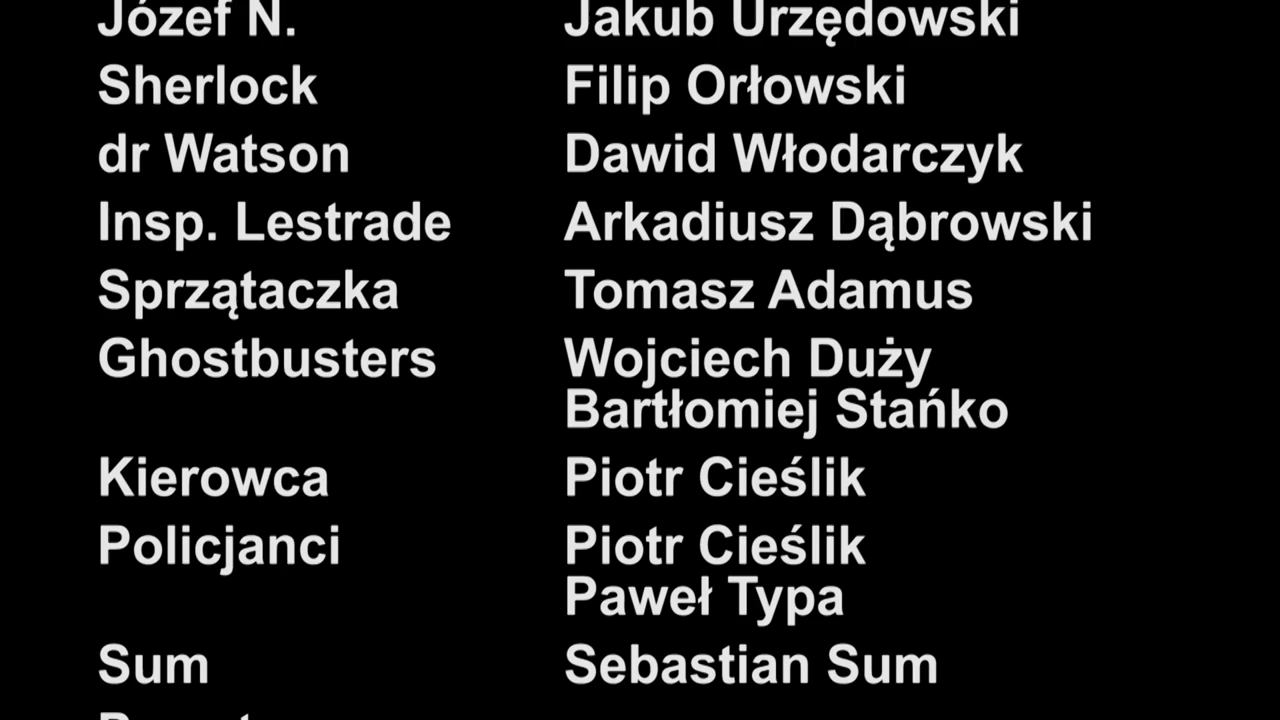 Józef N. Jakub Urzędowski
Sherlock Filip Orłowski
dr Watson Dawid Włodarczyk
Insp. Lestrade Arkadiusz Dąbrowski
Sprzątaczka Tomasz Adamus
Ghostbusters Wojciech Duży
Bartłomiej Stańko
Kierowca Piotr Cieślik
Policjanci Piotr Cieślik
Paweł Typa
Sum Sebastian Sum